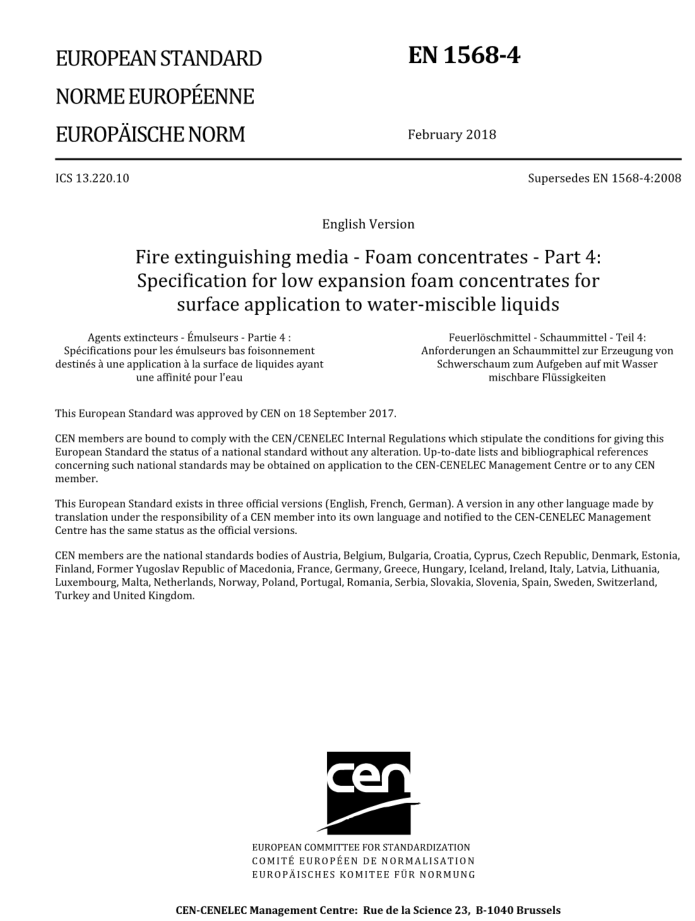 EUROPEAN STANDARD
NORME EUROPÉENNE
EUROPÄISCHE NORM
EN 1568-4
February 2018
ICS 13.220.10
Supersedes EN 1568-4:2008
English Version
Fire extinguishing media - Foam concentrates - Part 4:
Specification for low expansion foam concentrates for
surface application to water-miscible liquids
Agents extincteurs - Émulseurs - Partie 4 :
Spécifications pour les émulseurs bas foisonnement
destinés à une application à la surface de liquides ayant
une affinité pour l'eau
Feuerlöschmittel - Schaummittel - Teil 4:
Anforderungen an Schaummittel zur Erzeugung von
Schwerschaum zum Aufgeben auf mit Wasser
mischbare Flüssigkeiten
This European Standard was approved by CEN on 18 September 2017.
CEN members are bound to comply with the CEN/CENELEC Internal Regulations which stipulate the conditions for giving this
European Standard the status of a national standard without any alteration. Up-to-date lists and bibliographical references
concerning such national standards may be obtained on application to the CEN-CENELEC Management Centre or to any CEN
member.
This European Standard exists in three official versions (English, French, German). A version in any other language made by
translation under the responsibility of a CEN member into its own language and notified to the CEN-CENELEC Management
Centre has the same status as the official versions.
CEN members are the national standards bodies of Austria, Belgium, Bulgaria, Croatia, Cyprus, Czech Republic, Denmark, Estonia,
Finland, Former Yugoslav Republic of Macedonia, France, Germany, Greece, Hungary, Iceland, Ireland, Italy, Latvia, Lithuania,
Luxembourg, Malta, Netherlands, Norway, Poland, Portugal, Romania, Serbia, Slovakia, Slovenia, Spain, Sweden, Switzerland,
Turkey and United Kingdom.
cen
EUROPEAN COMMITTEE FOR STANDARDIZATION
COMITÉ EUROPÉEN DE NORMALISATION
EUROPÄISCHES KOMITEE FÜR NORMUNG
CEN-CENELEC Management Centre: Rue de la Science 23, B-1040 Brussels